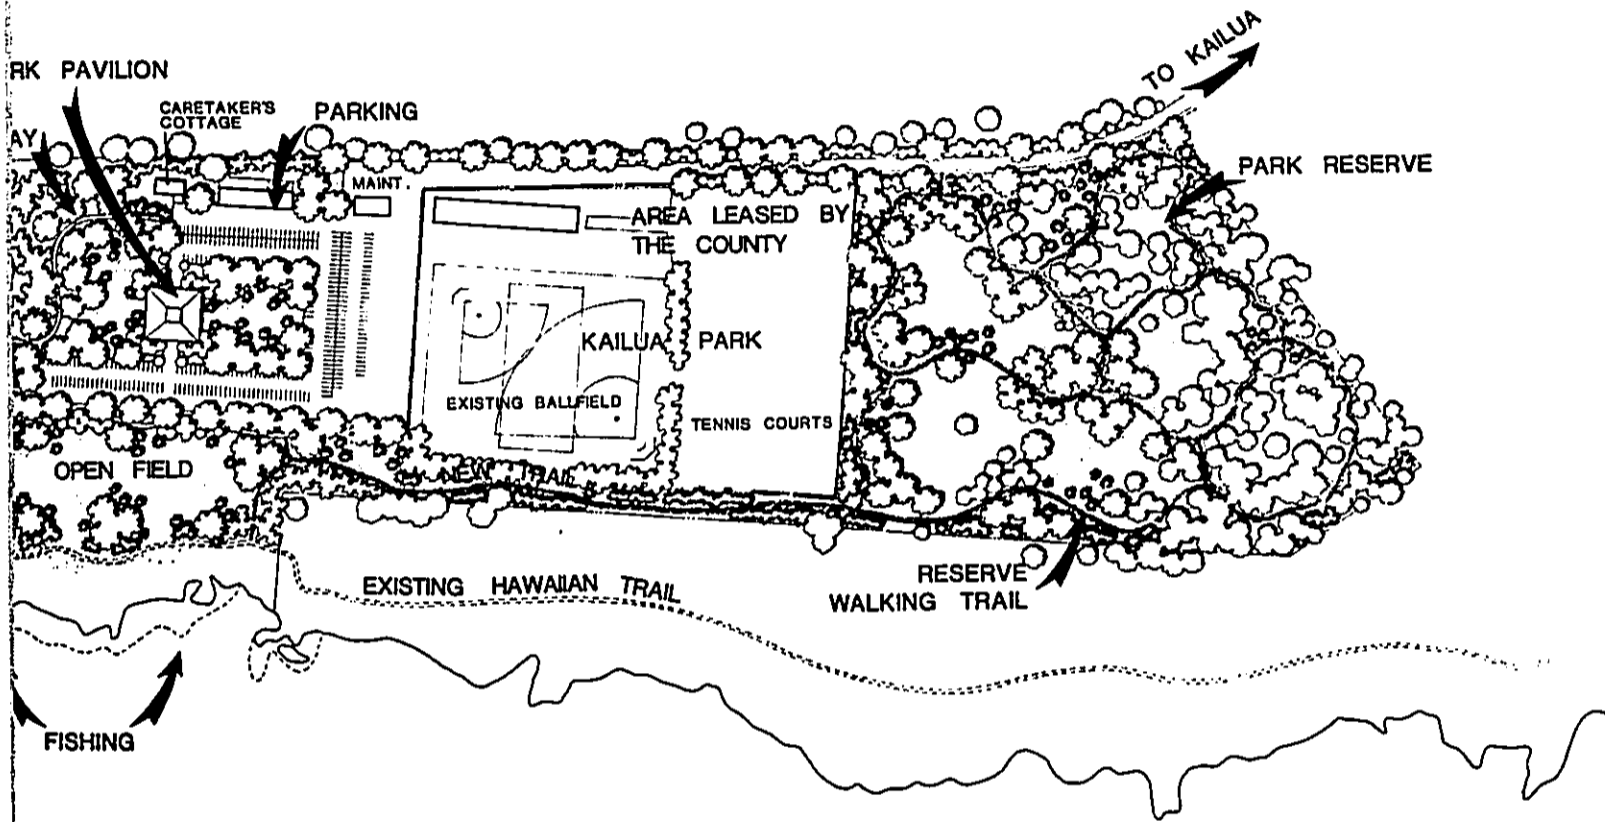 TO KAILUA
RK PAVILION
CARETAKER'S
COTTAGE
PARKING
AY
MAINT.
PARK RESERVE
AREA LEASED BY
THE COUNTY
KAILUA PARK
EXISTING BALLFIELD
TENNIS COURTS
OPEN FIELD
NEW TRAIL
EXISTING HAWAIIAN TRAIL
RESERVE
WALKING TRAIL
FISHING